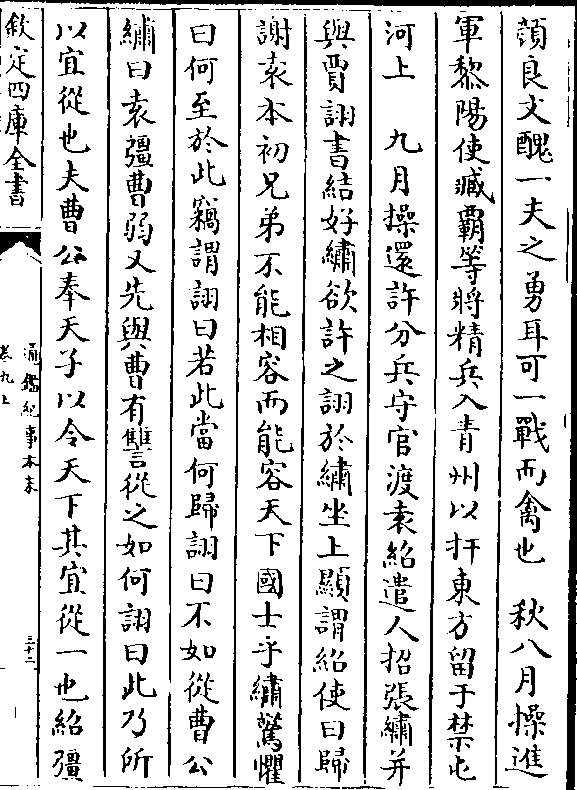 顔良文醜一夫之勇耳可一戰而禽也　秋八月操進
軍黎陽使臧霸等將精兵入青州以扞東方留于禁屯
河上　九月操還許分兵守官渡袁紹遣人招張繡并
與賈詡書結好繡欲許之詡於繡坐上顯謂紹使曰歸
謝袁本初兄弟不能相容而能容天下國士乎繡驚懼
曰何至於此竊謂詡曰若此當何歸詡曰不如從曹公
繡曰袁彊曹弱又先與曹有讐從之如何詡曰此乃所
以宜從也夫曹公奉天子以令天下其宜從一也紹彊
欽定四庫全書
通鑑紀事本末
卷九上
三十二